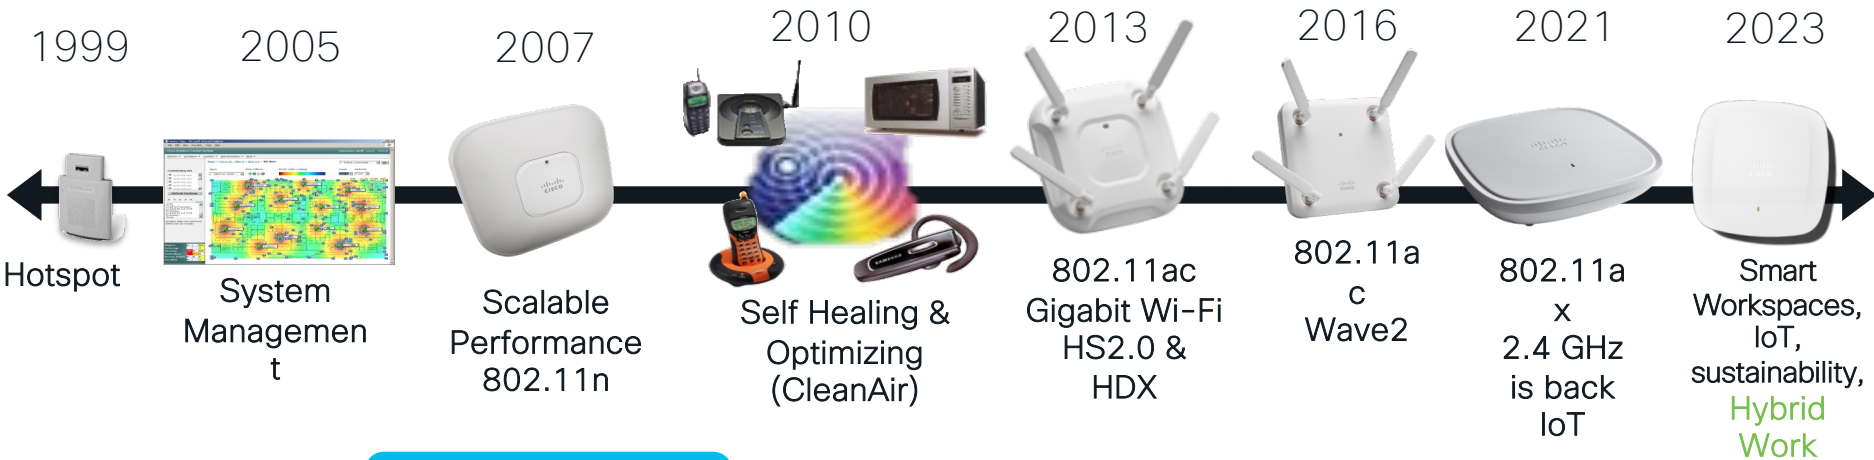 1999
2005
2007
2010
2013
2016
2021
2023
Hotspot
System
Managemen
t
Scalable
Performance
802.11n
Self Healing &
Optimizing
(CleanAir)
802.11ac
Gigabit Wi-Fi
HS2.0 &
HDX
802.11a
c
Wave2
802.11a
x
2.4 GHz
is back
IoT
Smart
Workspaces,
IoT,
sustainability,
Hybrid
Work
CISCO
SAMSUNG